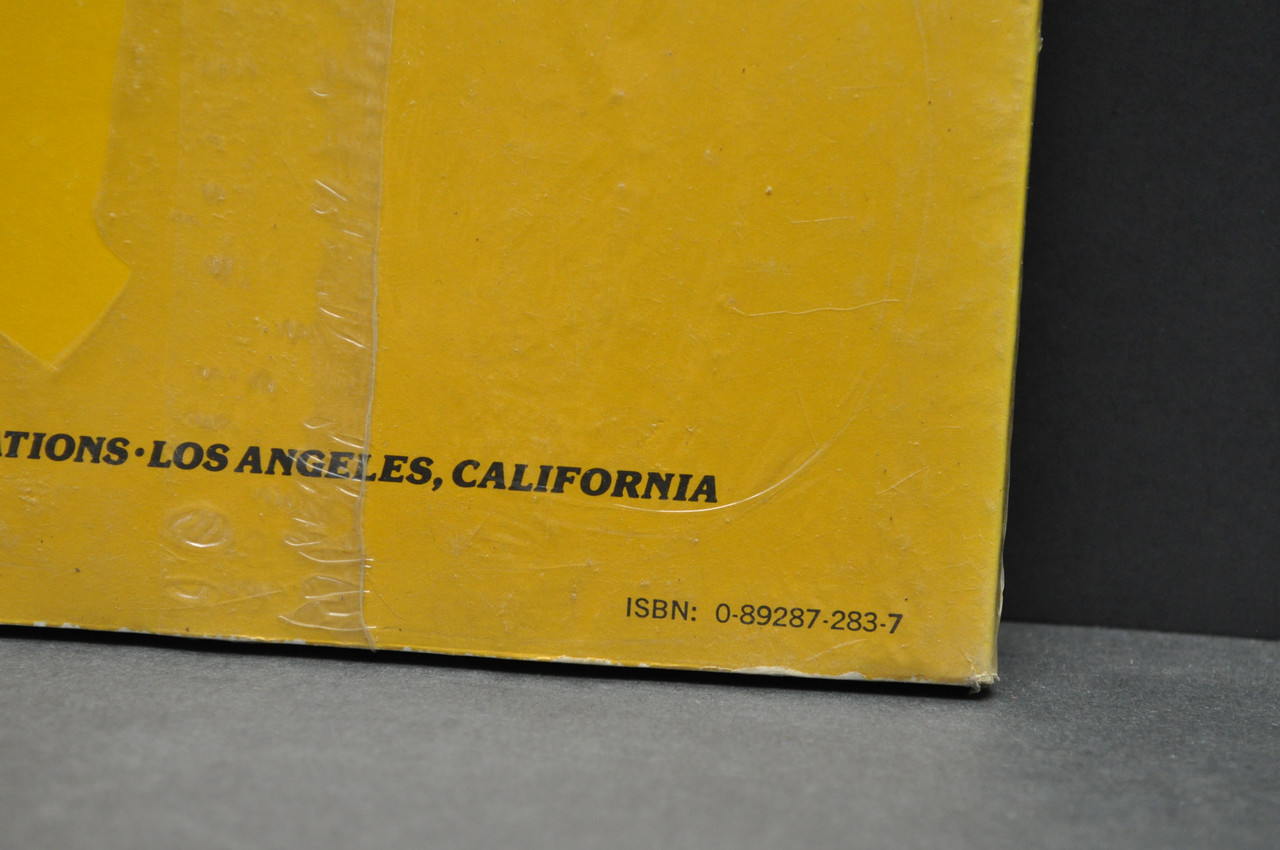 ATIONS•LOS ANGELES, CALIFORNIA
ISBN: 0-89287-283-7